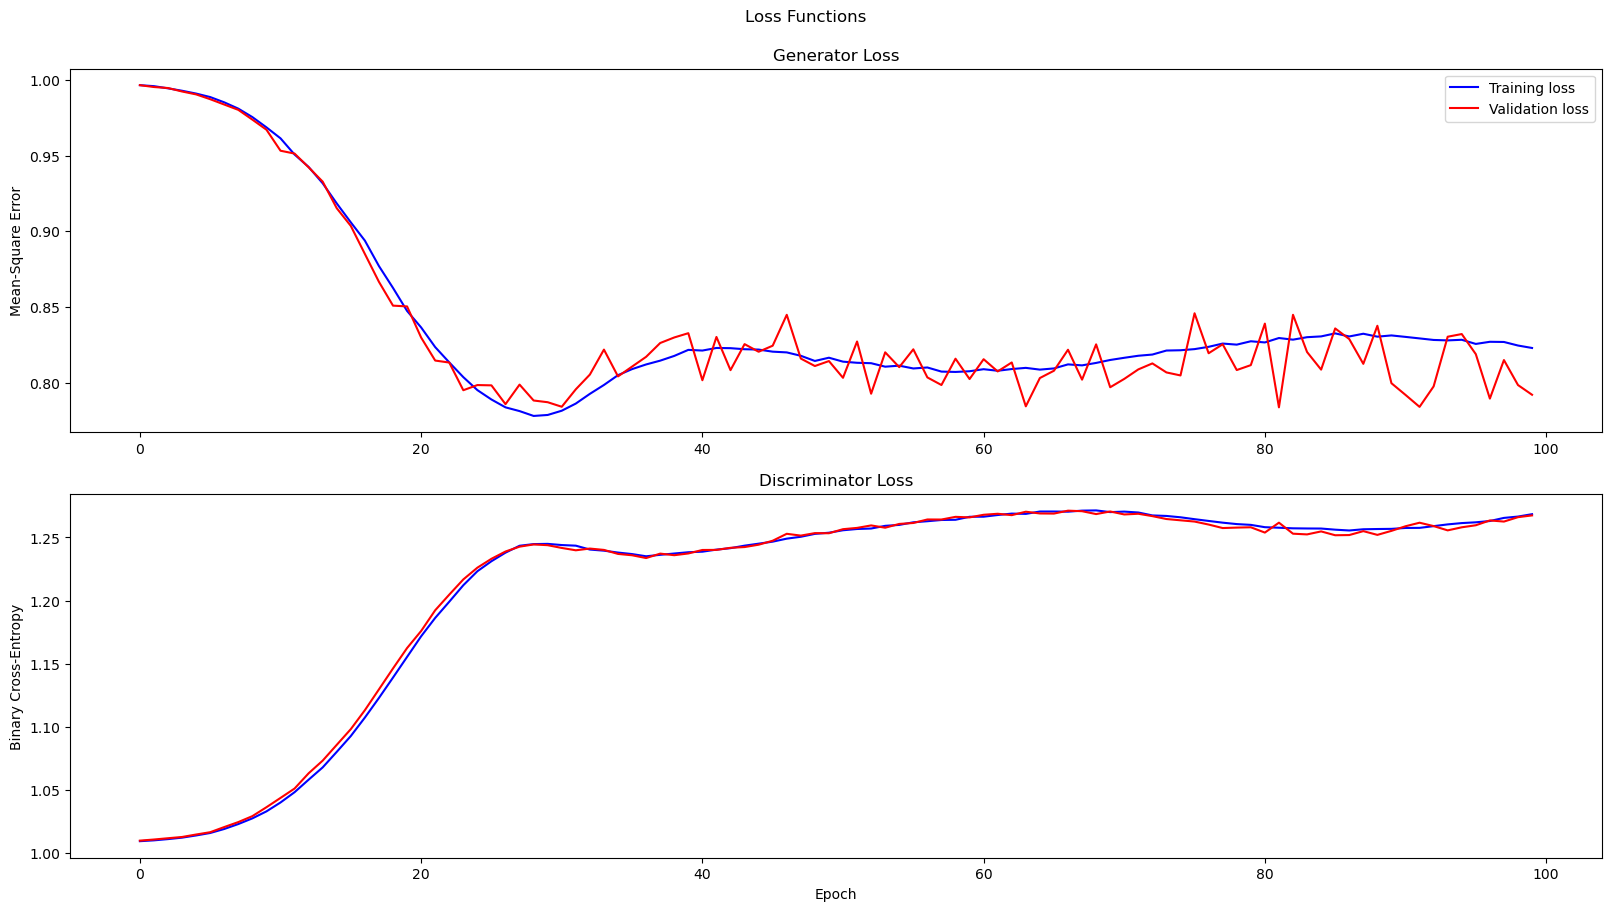 Loss Functions
Generator Loss
1.00
0.95
0.90
0.85
0.80
Mean-Square Error
Training loss
Validation loss
0
20
40
60
80
100
Discriminator Loss
1.25
1.20
1.15
1.10
1.05
1.00
Binary Cross-Entropy
0
20
40
60
80
100
Epoch